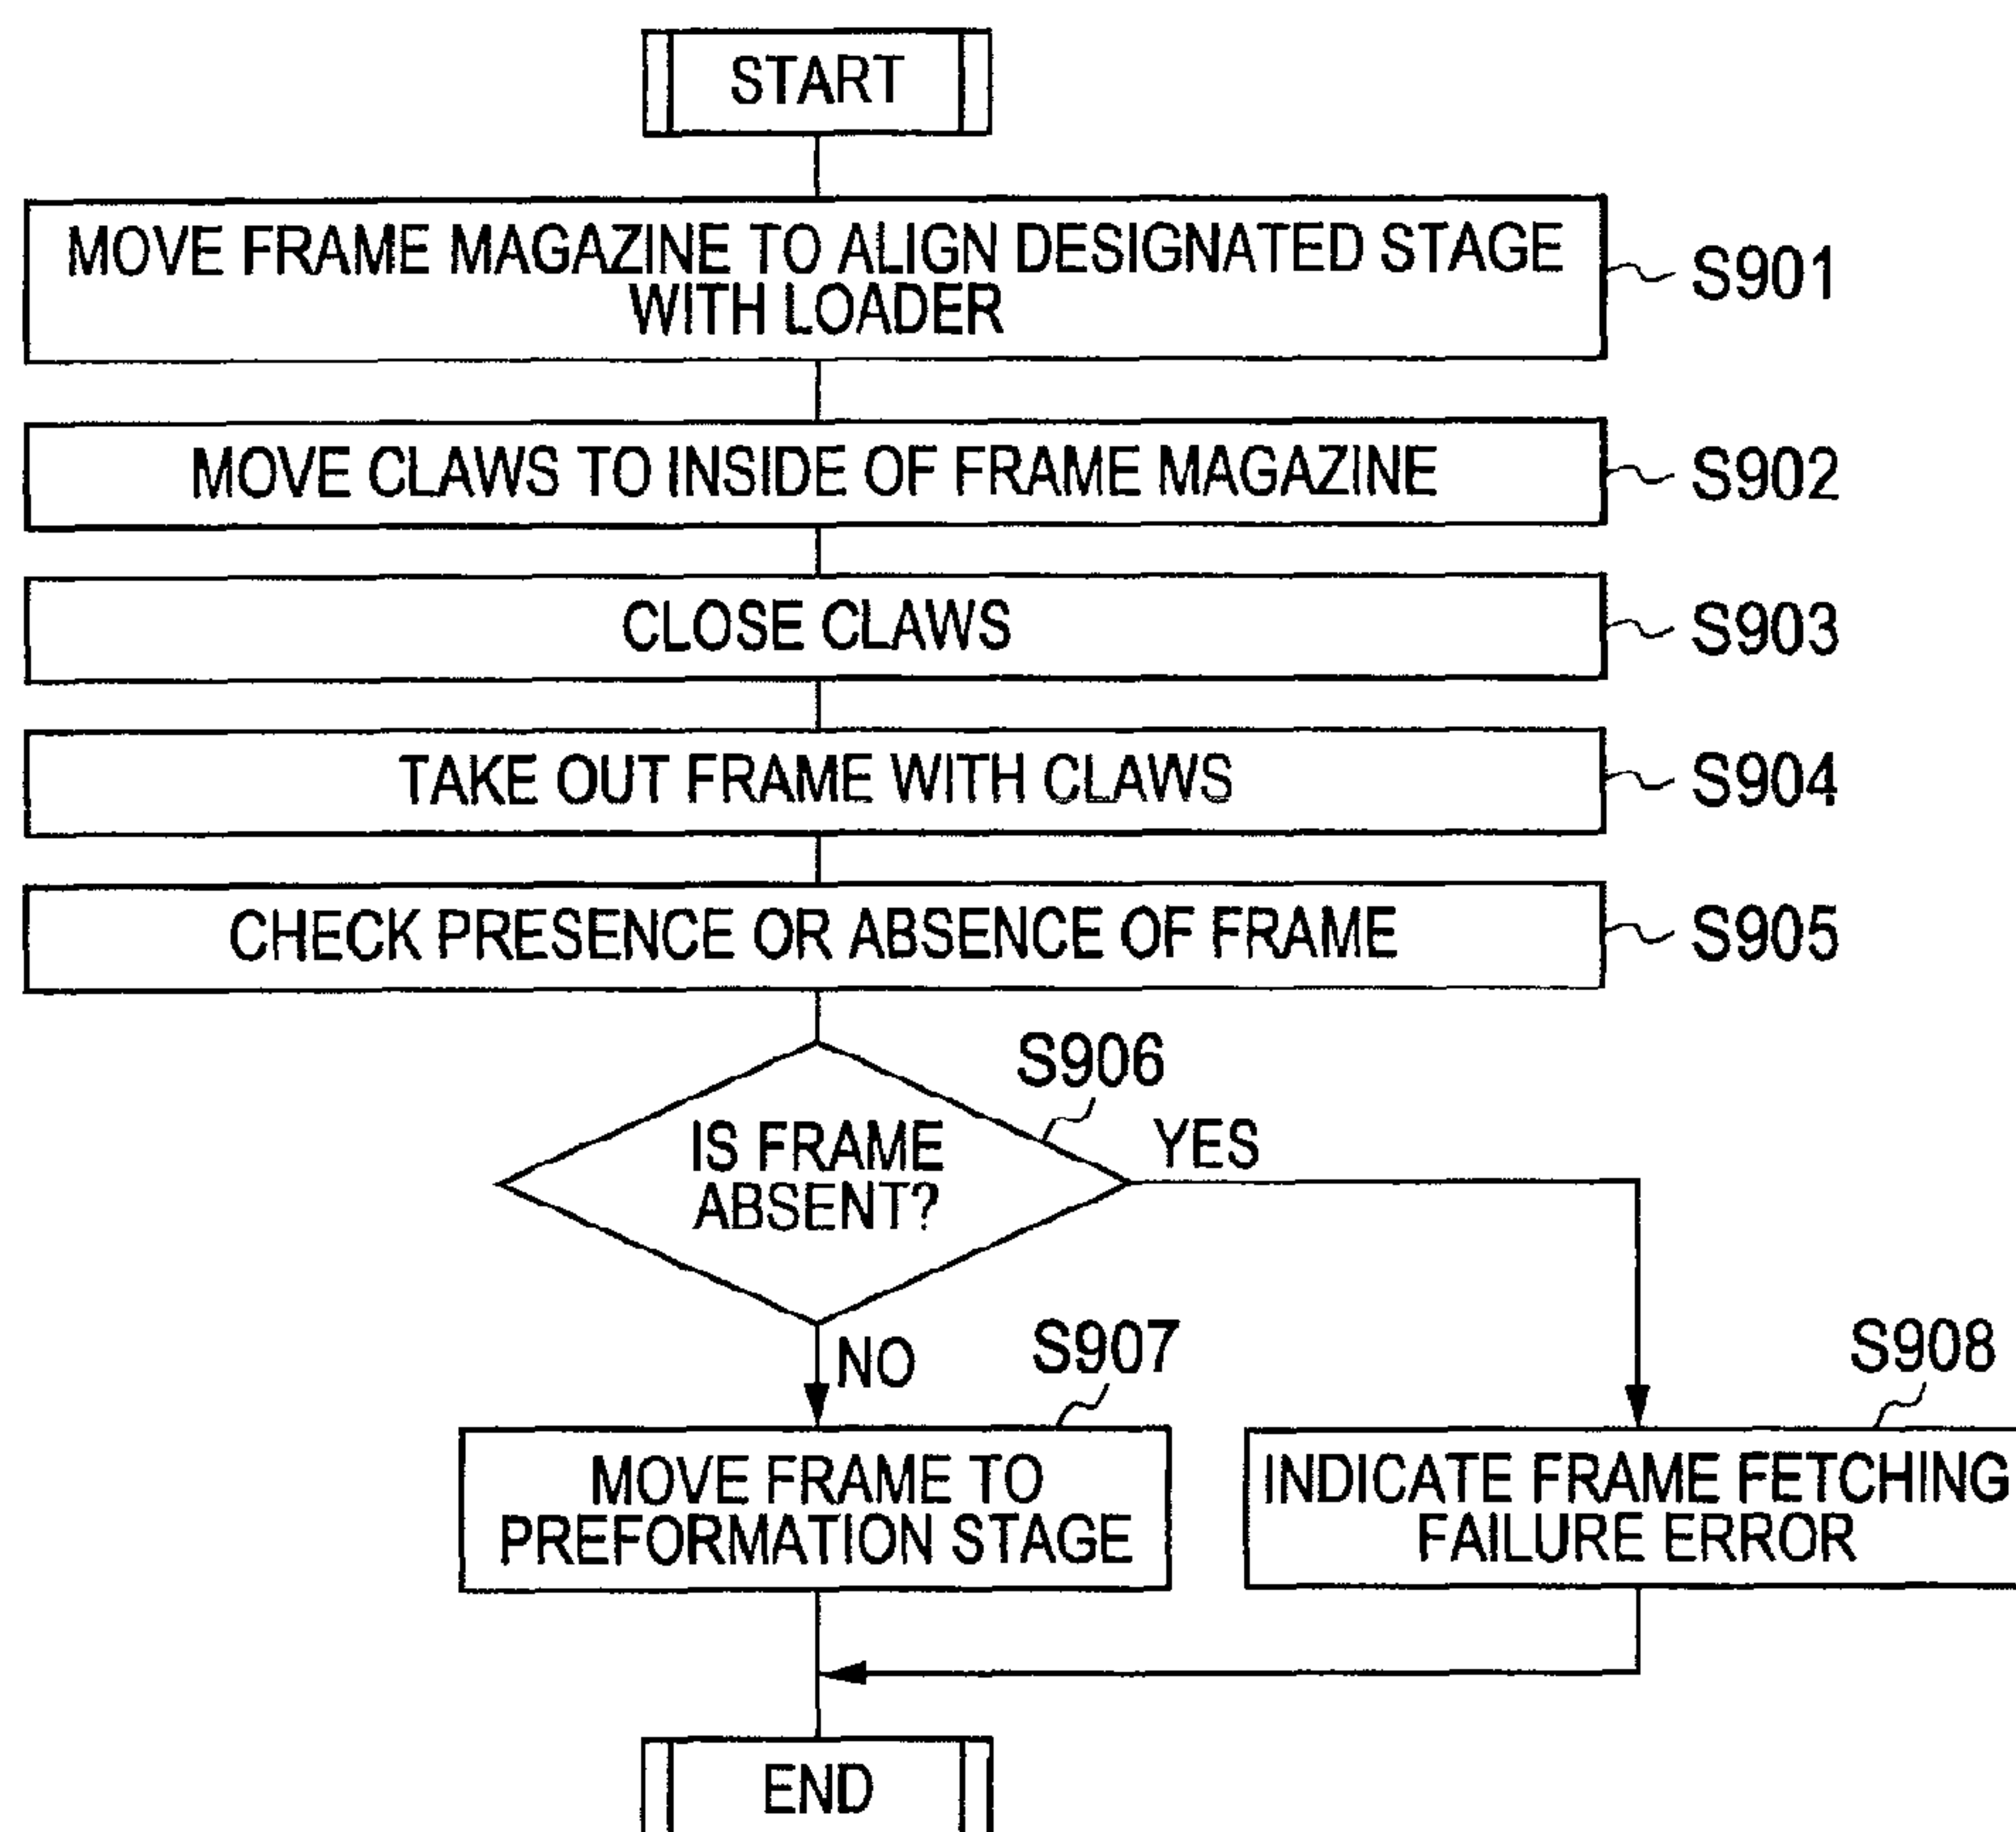 START
MOVE FRAME MAGAZINE TO ALIGN DESIGNATED STAGE
WITH LOADER
S901
MOVE CLAWS TO INSIDE OF FRAME MAGAZINE
S902
CLOSE CLAWS
S903
TAKE OUT FRAME WITH CLAWS
S904
CHECK PRESENCE OR ABSENCE OF FRAME
S905
S906
IS FRAME
ABSENT?
YES
NO
S907
S908
MOVE FRAME TO
PREFORMATION STAGE
INDICATE FRAME FETCHING
FAILURE ERROR
END